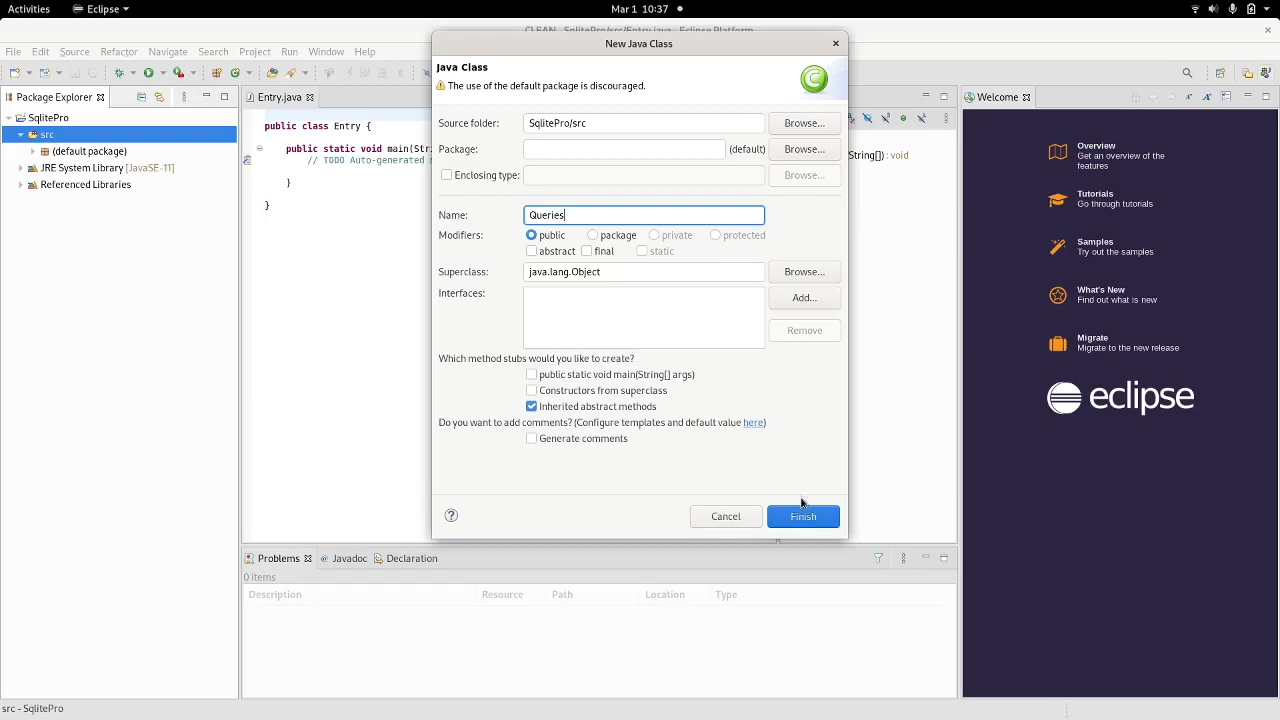 Activities
Eclipse
Mar 1 10:37
CLEAN - SqlitePro/src/Entry.java - Eclipse Platform
File Edit Source Refactor Navigate Search Project Run Window Help
Package Explorer
SqlitePro
src
(default package)
JRE System Library [JavaSE-11]
Referenced Libraries
Entry.java
public class Entry {
public static void main(Stri
// TODO Auto-generated m
}
}
New Java Class
Java Class
The use of the default package is discouraged.
Source folder: SqlitePro/src Browse...
Package: (default) Browse...
Enclosing type: Browse...
Name: Queries
Modifiers: public package private protected
abstract final static
Superclass: java.lang.Object Browse...
Interfaces: Add...
Remove
Which method stubs would you like to create?
public static void main(String[] args)
Constructors from superclass
Inherited abstract methods
Do you want to add comments? (Configure templates and default value here)
Generate comments
Cancel Finish
String[]) : void
Welcome
Overview
Get an overview of the
features
Tutorials
Go through tutorials
Samples
Try out the samples
What's New
Find out what is new
Migrate
Migrate to the new release
eclipse
Problems Javadoc Declaration
0 items
Description Resource Path Location Type
src - SqlitePro